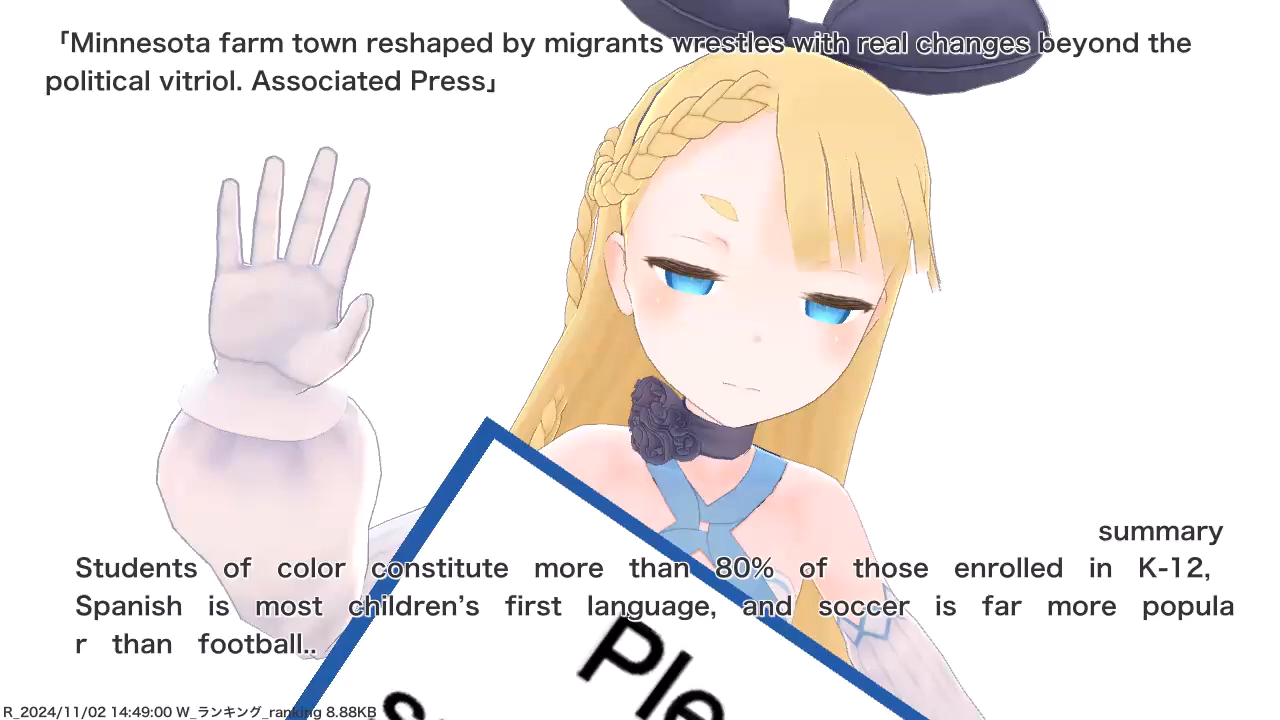 「Minnesota farm town reshaped by migrants wrestles with real changes beyond the
political vitriol. Associated Press」
summary
Students of color constitute more than 80% of those enrolled in K-12,
Spanish is most children's first language, and soccer is far more popula
r than football..
Ple
s
R_2024/11/02 14:49:00 W_ランキング_ranking 8.88KB